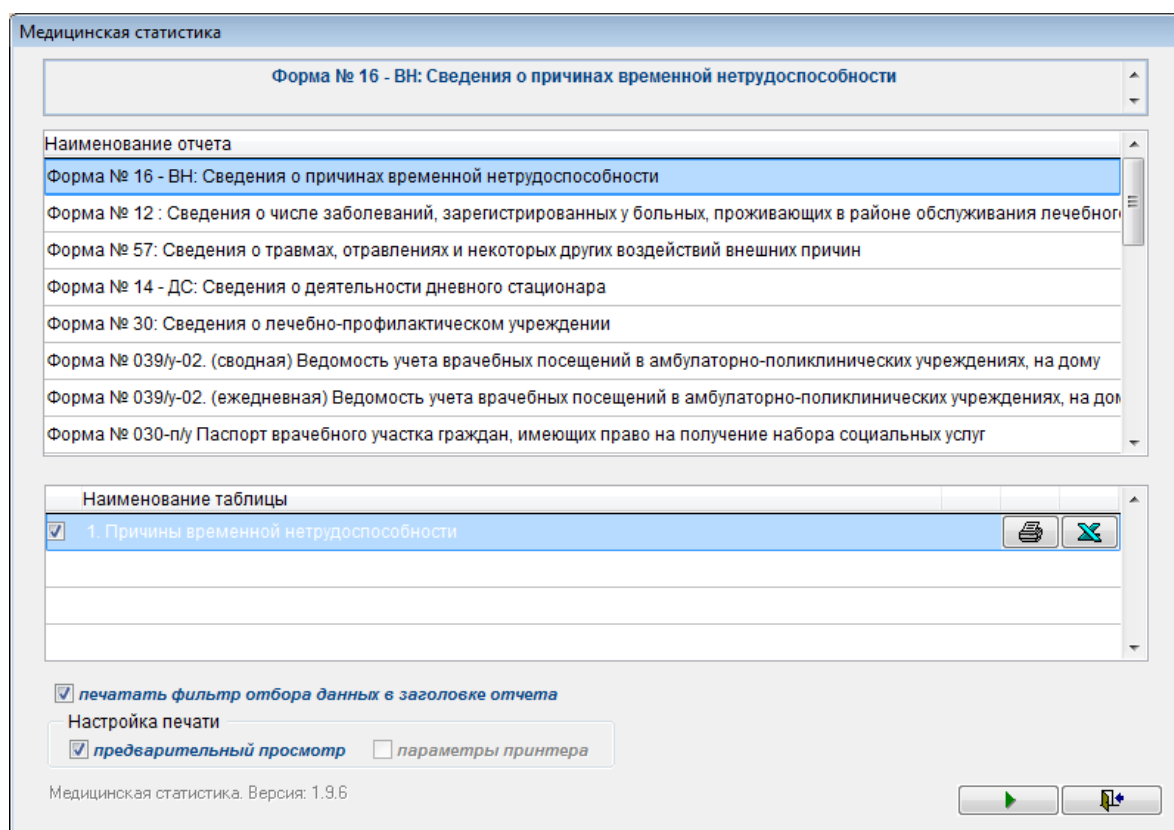 Медицинская статистика
Форма № 16 - ВН: Сведения о причинах временной нетрудоспособности
Наименование отчета
Форма № 16 - ВН: Сведения о причинах временной нетрудоспособности
Форма № 12 : Сведения о числе заболеваний, зарегистрированных у больных, проживающих в районе обслуживания лечебног
Форма № 57: Сведения о травмах, отравлениях и некоторых других воздействий внешних причин
Форма № 14 - ДС: Сведения о деятельности дневного стационара
Форма № 30: Сведения о лечебно-профилактическом учреждении
Форма № 039/у-02. (сводная) Ведомость учета врачебных посещений в амбулаторно-поликлинических учреждениях, на дому
Форма № 039/у-02. (ежедневная) Ведомость учета врачебных посещений в амбулаторно-поликлинических учреждениях, на дом
Форма № 030-п/у Паспорт врачебного участка граждан, имеющих право на получение набора социальных услуг
Наименование таблицы
1. Причины временной нетрудоспособности
печатать фильтр отбора данных в заголовке отчета
Настройка печати
предварительный просмотр параметры принтера
Медицинская статистика. Версия: 1.9.6